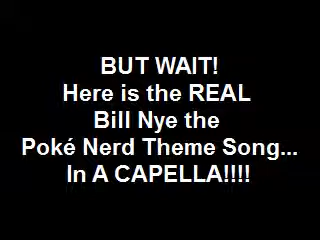 BUT WAIT!
Here is the REAL
Bill Nye the
Poké Nerd Theme Song...
In A CAPELLA!!!!